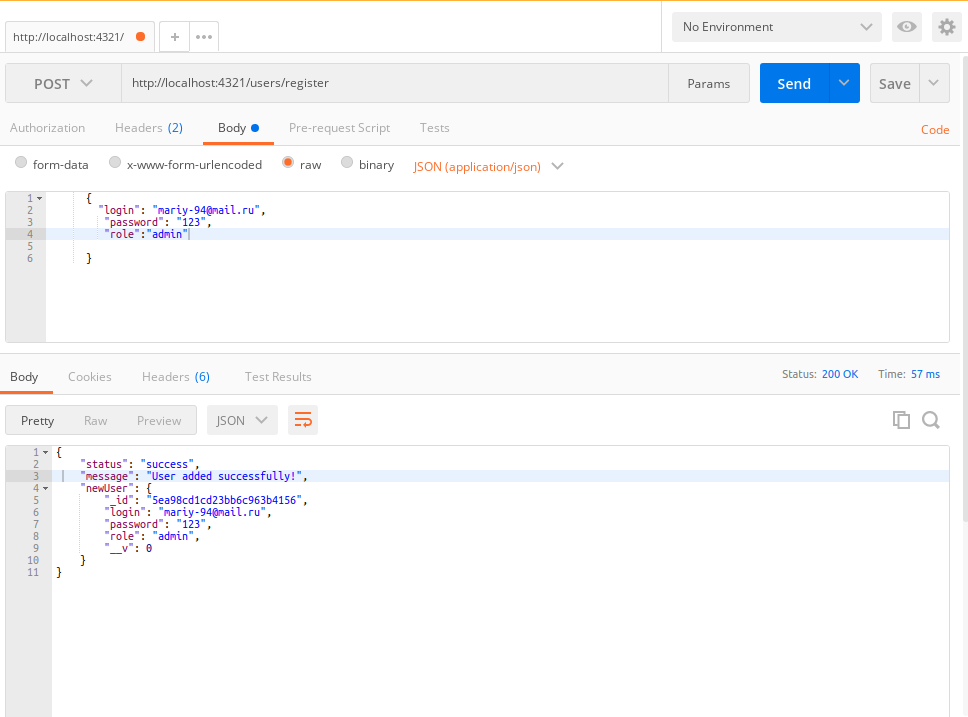 http://localhost:4321/
+
•••
No Environment
POST
http://localhost:4321/users/register
Params
Send
Save
Authorization
Headers (2)
Body
Pre-request Script
Tests
Code
form-data
x-www-form-urlencoded
raw
binary
JSON (application/json)
1 {
2 "login": "mariy-94@mail.ru",
3 "password": "123",
4 "role":"admin"
5
6 }
Body
Cookies
Headers (6)
Test Results
Status: 200 OK
Time: 57 ms
Pretty
Raw
Preview
JSON
1 {
2 "status": "success",
3 "message": "User added successfully!",
4 "newUser": {
5 "_id": "5ea98cd1cd23bb6c963b4156",
6 "login": "mariy-94@mail.ru",
7 "password": "123",
8 "role": "admin",
9 "__v": 0
10 }
11 }